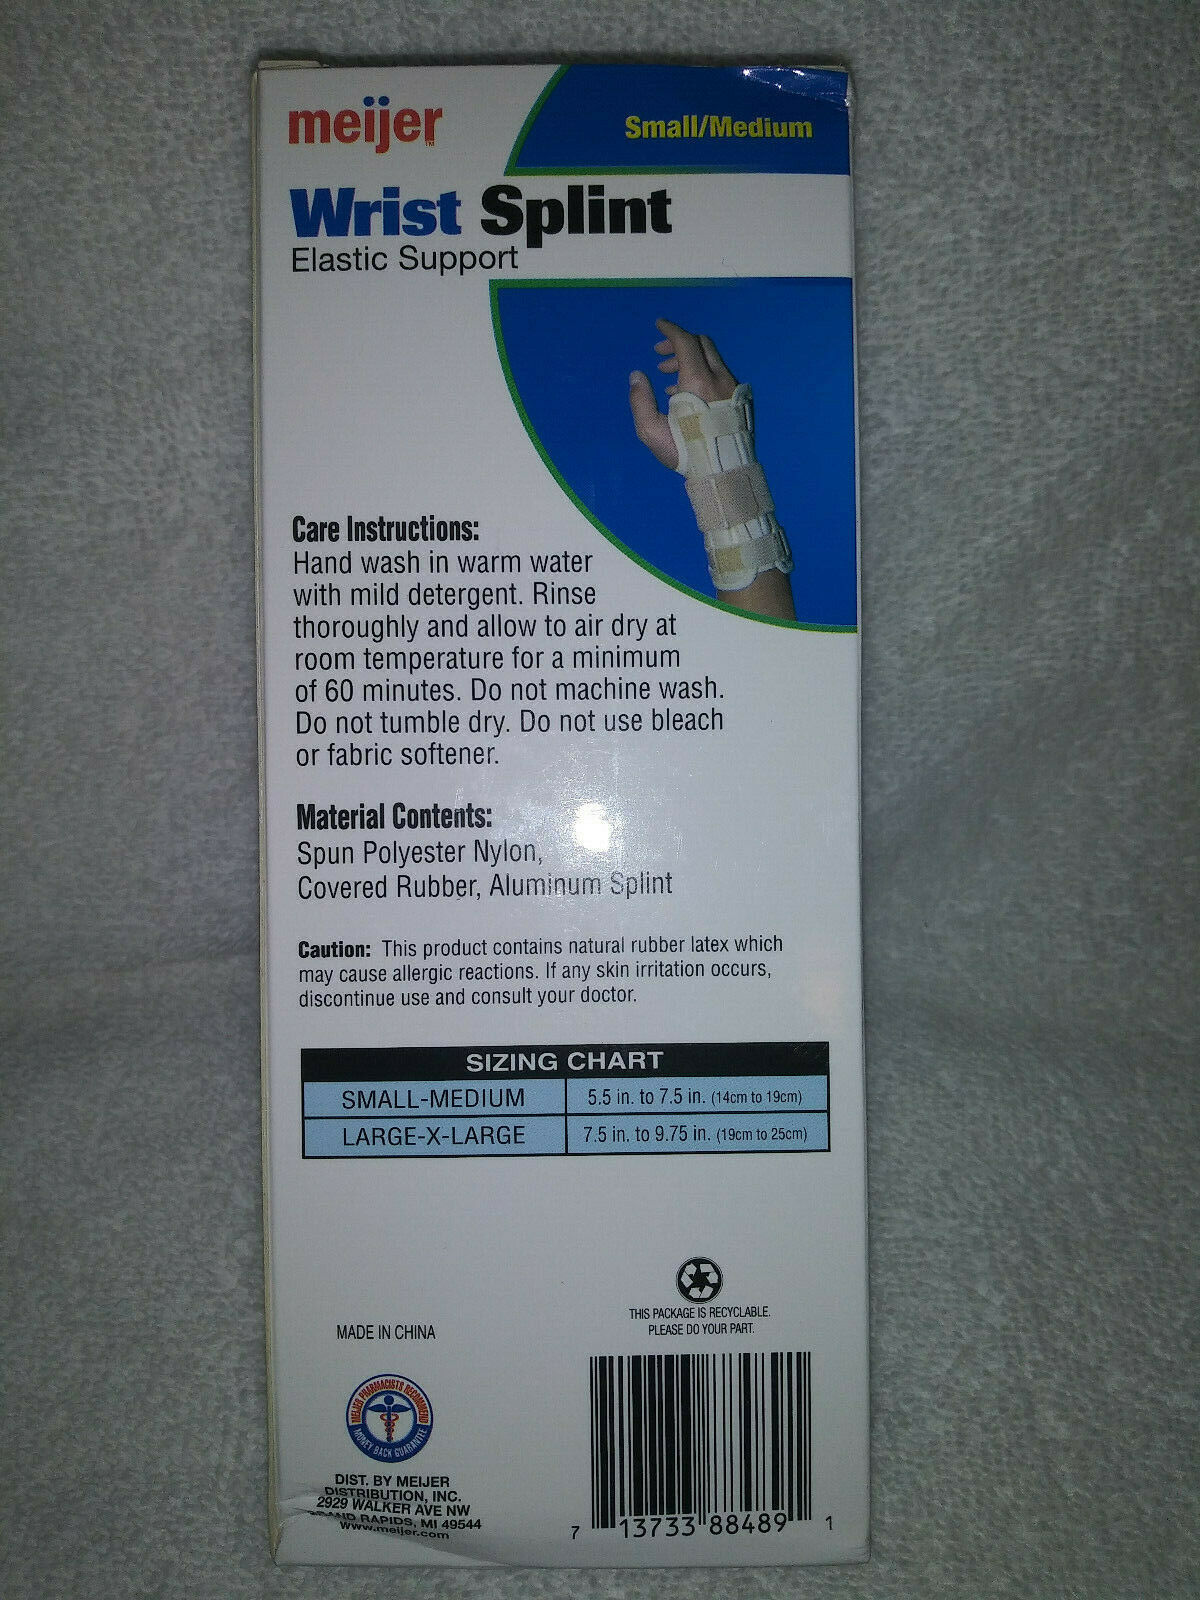 meijer™
Small/Medium
Wrist Splint
Elastic Support
Care Instructions:
Hand wash in warm water
with mild detergent. Rinse
thoroughly and allow to air dry at
room temperature for a minimum
of 60 minutes. Do not machine wash.
Do not tumble dry. Do not use bleach
or fabric softener.
Material Contents:
Spun Polyester Nylon,
Covered Rubber, Aluminum Splint
Caution: This product contains natural rubber latex which
may cause allergic reactions. If any skin irritation occurs,
discontinue use and consult your doctor.
SIZING CHART
SMALL-MEDIUM 5.5 in. to 7.5 in. (14cm to 19cm)
LARGE-X-LARGE 7.5 in. to 9.75 in. (19cm to 25cm)
THIS PACKAGE IS RECYCLABLE.
PLEASE DO YOUR PART.
MADE IN CHINA
MEIJER PHARMACISTS RECOMMEND
MONEY BACK GUARANTEE
DIST. BY MEIJER
DISTRIBUTION, INC.
2929 WALKER AVE NW
GRAND RAPIDS, MI 49544
www.meijer.com
7 13733 88489 1